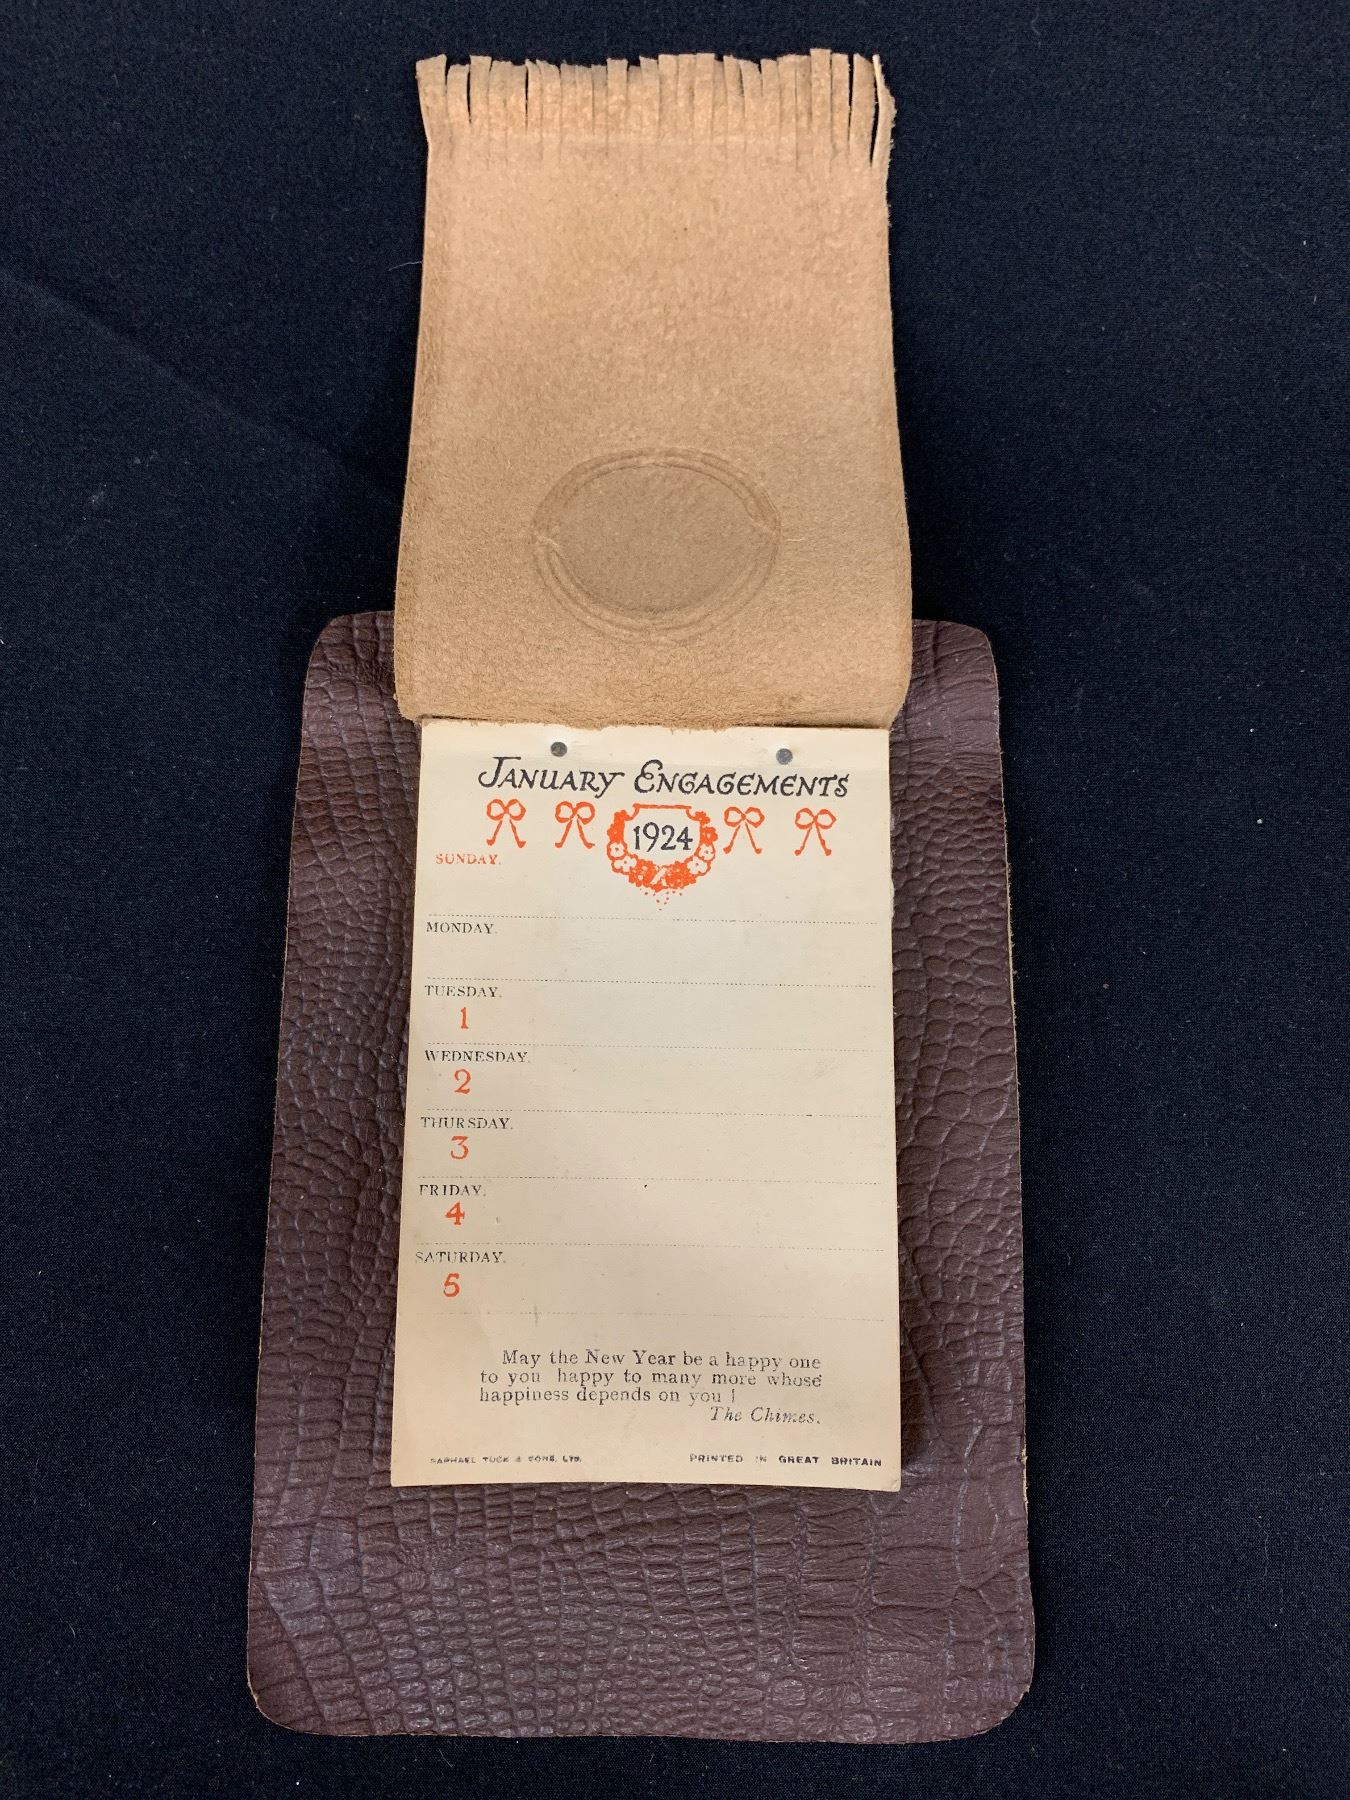 JANUARY ENGAGEMENTS
1924
SUNDAY.
MONDAY.
TUESDAY.
1
WEDNESDAY.
2
THURSDAY.
3
FRIDAY.
4
SATURDAY.
5
May the New Year be a happy one
to you happy to many more whose
happiness depends on you !
The Chimes.
RAPHAEL TUCK & SONS, LTD.
PRINTED IN GREAT BRITAIN